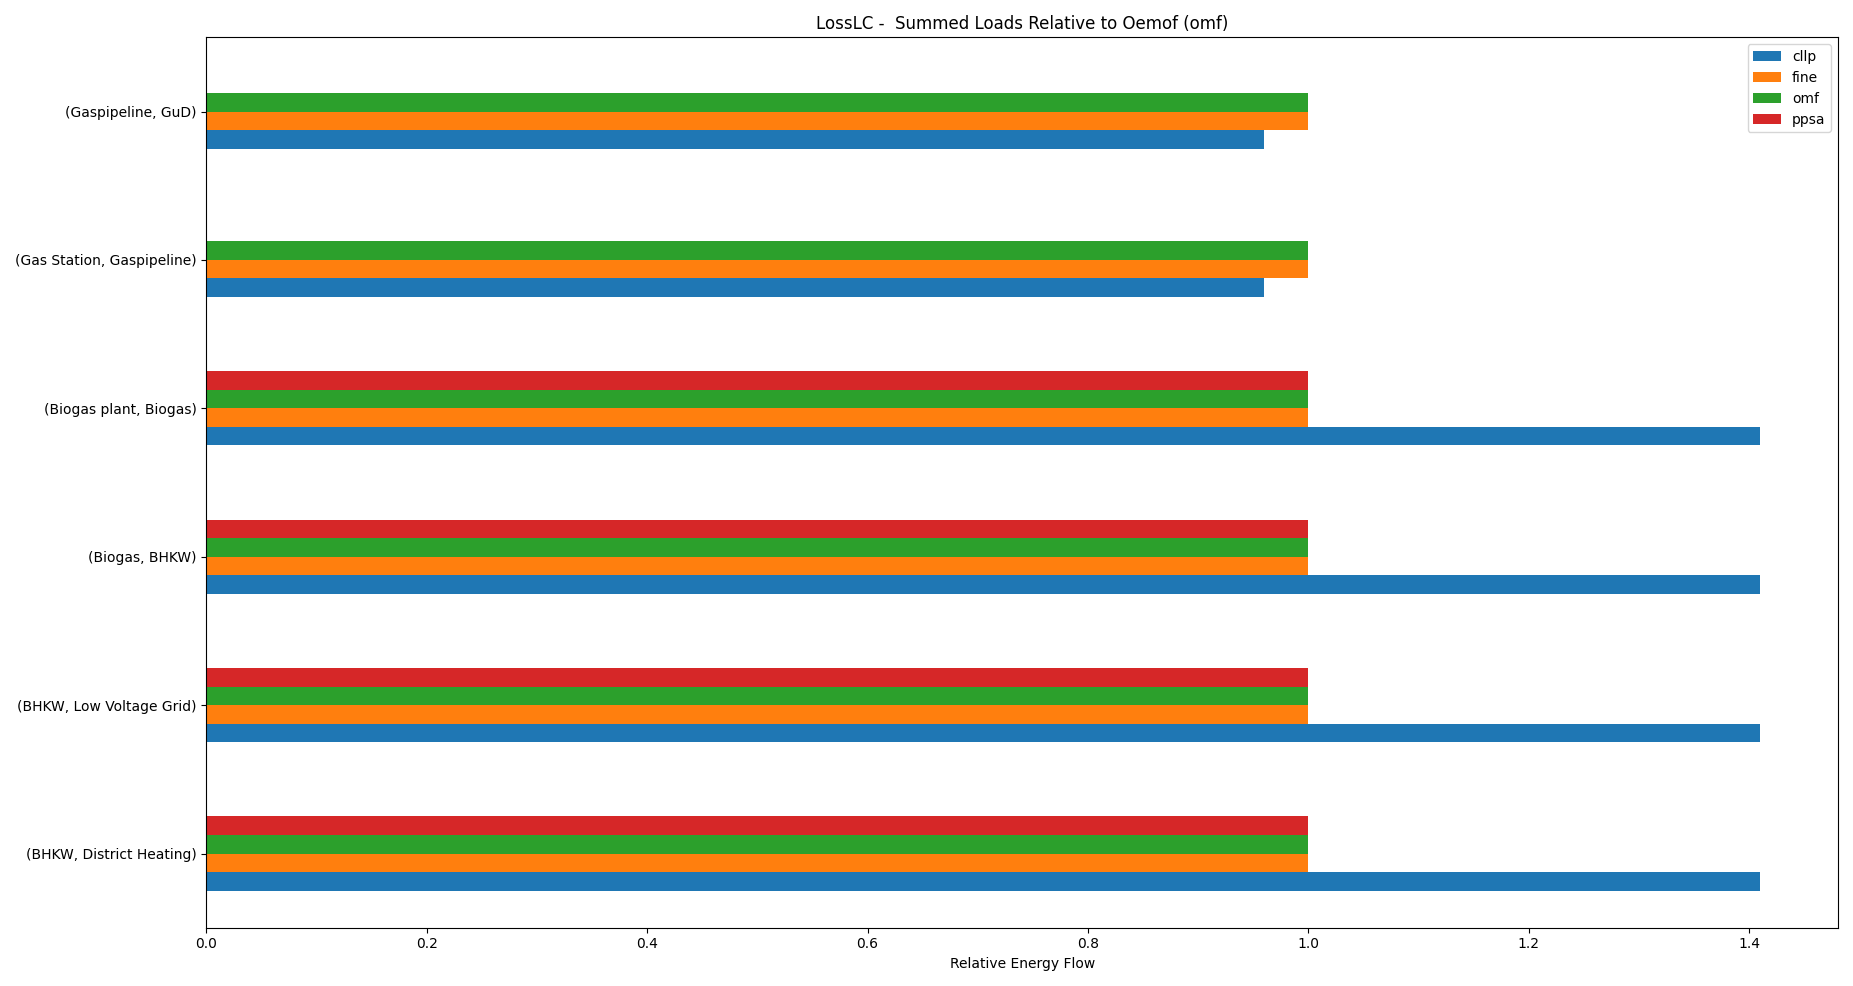 LossLC -  Summed Loads Relative to Oemof (omf)
cllp
fine
omf
ppsa
(Gaspipeline, GuD)
(Gas Station, Gaspipeline)
(Biogas plant, Biogas)
(Biogas, BHKW)
(BHKW, Low Voltage Grid)
(BHKW, District Heating)
0.0 0.2 0.4 0.6 0.8 1.0 1.2 1.4
Relative Energy Flow